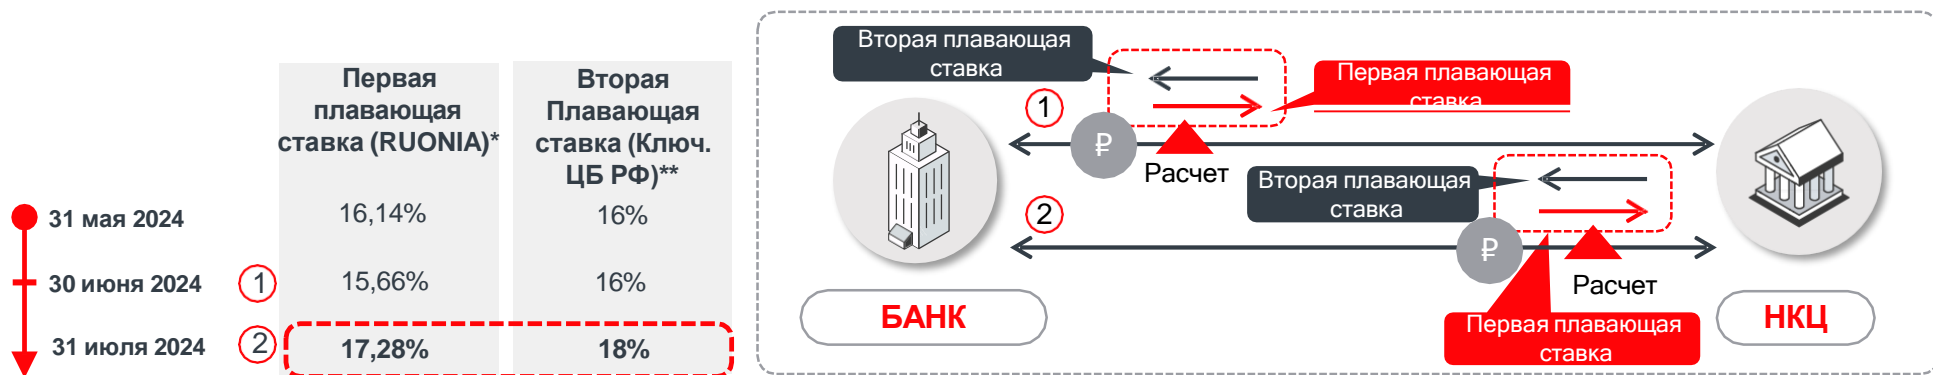 Первая
плавающая
ставка (RUONIA)*
Вторая
Плавающая
ставка (Ключ.
ЦБ РФ)**
31 мая 2024
16,14%
16%
30 июня 2024
1
15,66%
16%
31 июля 2024
2
17,28%
18%
Вторая плавающая
ставка
Первая плавающая
ставка
1
₽
Расчет
Вторая плавающая
ставка
2
₽
Расчет
Первая плавающая
ставка
БАНК
НКЦ